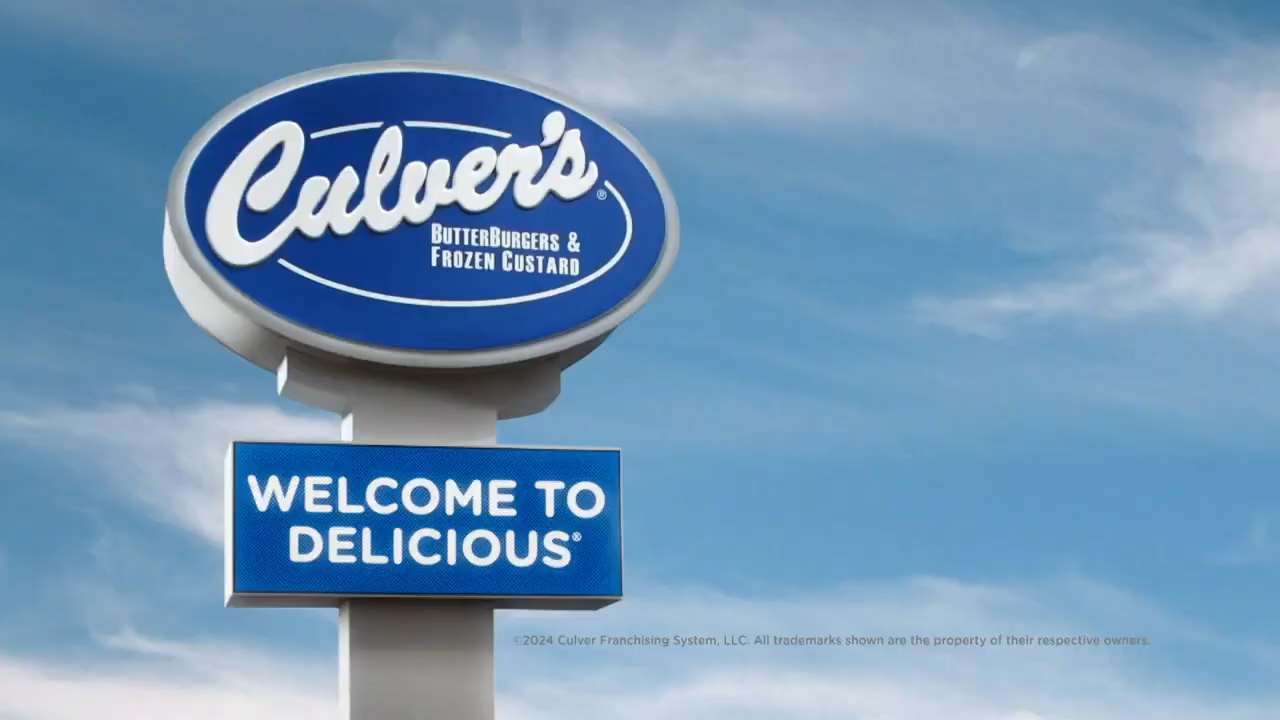 Culver's®
BUTTERBURGERS &
FROZEN CUSTARD
WELCOME TO
DELICIOUS®
©2024 Culver Franchising System, LLC. All trademarks shown are the property of their respective owners.